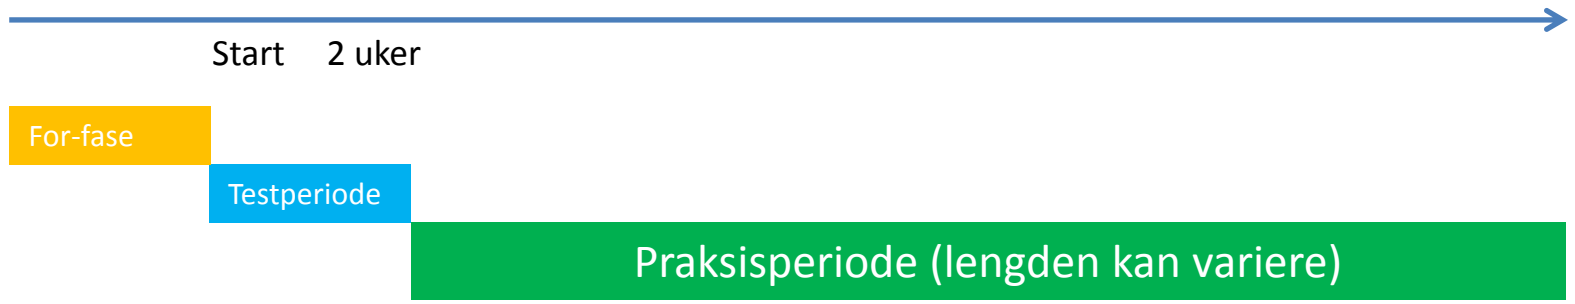 Start 2 uker
For-fase
Testperiode
Praksisperiode (lengden kan variere)